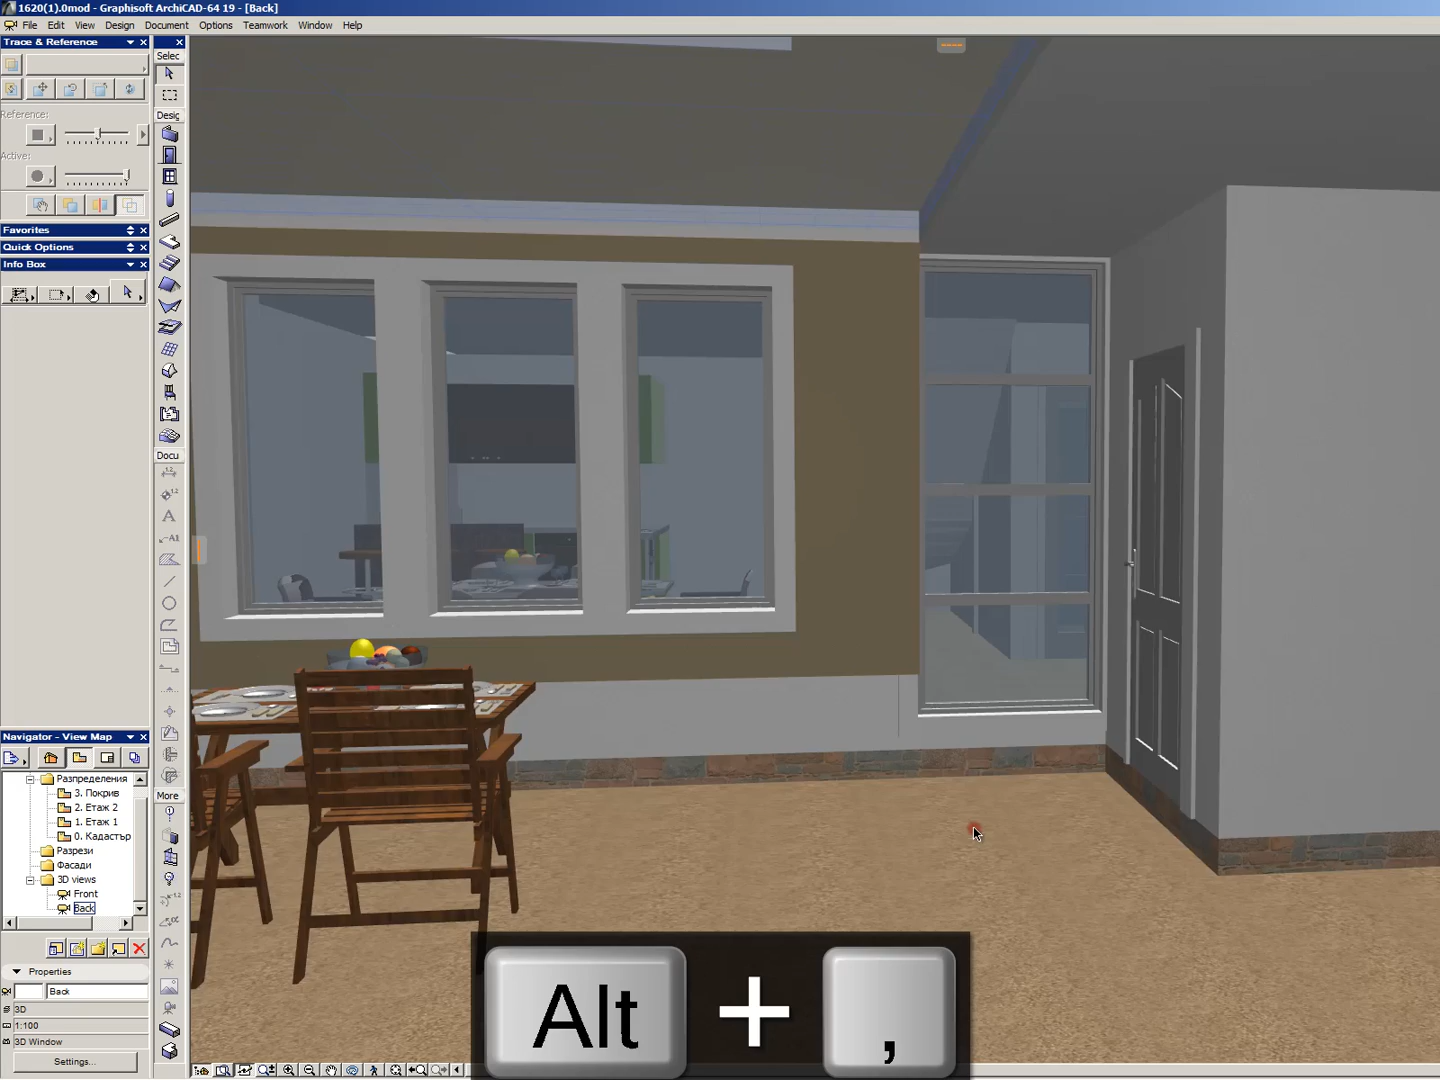 1620(1).0mod - Graphisoft ArchiCAD-64 19 - [Back]
File Edit View Design Document Options Teamwork Window Help
Trace & Reference
Selec
Reference:
Desig
Active:
Favorites
Quick Options
Info Box
Docu
1.2
A
A1
Navigator - View Map
Разпределения
3. Покрив
2. Етаж 2
1. Етаж 1
0. Кадастър
Разрези
Фасади
3D views
Front
Back
More
Properties
Back
3D
1:100
3D Window
Settings...
Alt + ,